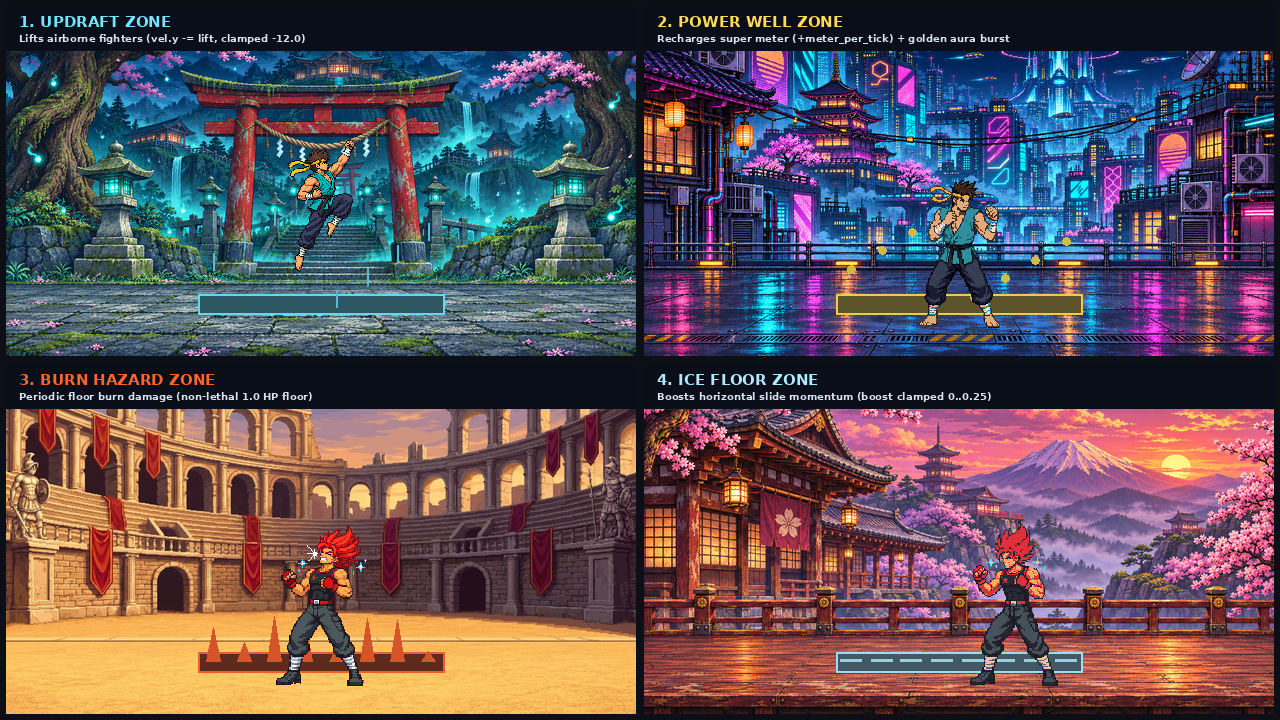 1. UPDRAFT ZONE
Lifts airborne fighters (vel.y -= lift, clamped -12.0)
2. POWER WELL ZONE
Recharges super meter (+meter_per_tick) + golden aura burst
3. BURN HAZARD ZONE
Periodic floor burn damage (non-lethal 1.0 HP floor)
4. ICE FLOOR ZONE
Boosts horizontal slide momentum (boost clamped 0..0.25)